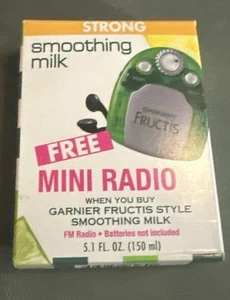 STRONG
smoothing
milk
GARNIER
FRUCTIS
FREE
MINI RADIO
WHEN YOU BUY
GARNIER FRUCTIS STYLE
SMOOTHING MILK
FM Radio • Batteries not included
5.1 FL. OZ. (150 ml)